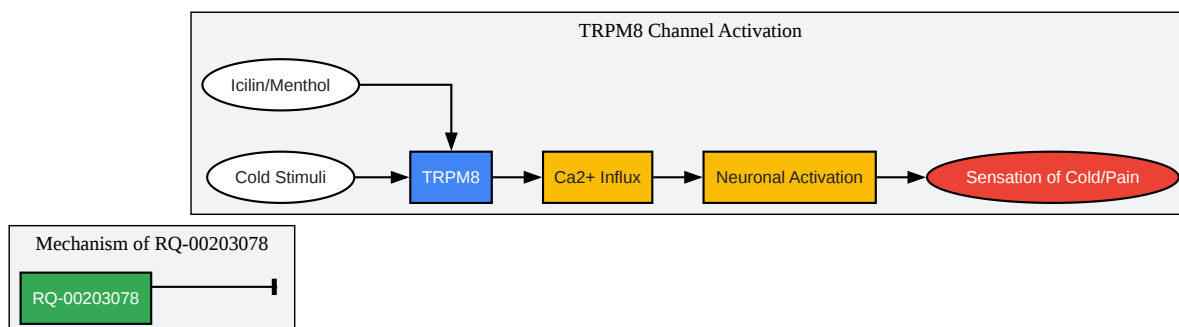 TRPM8 Channel Activation
Icilin/Menthol
Cold Stimuli
TRPM8
Ca2+ Influx
Neuronal Activation
Sensation of Cold/Pain
Mechanism of RQ-00203078
RQ-00203078